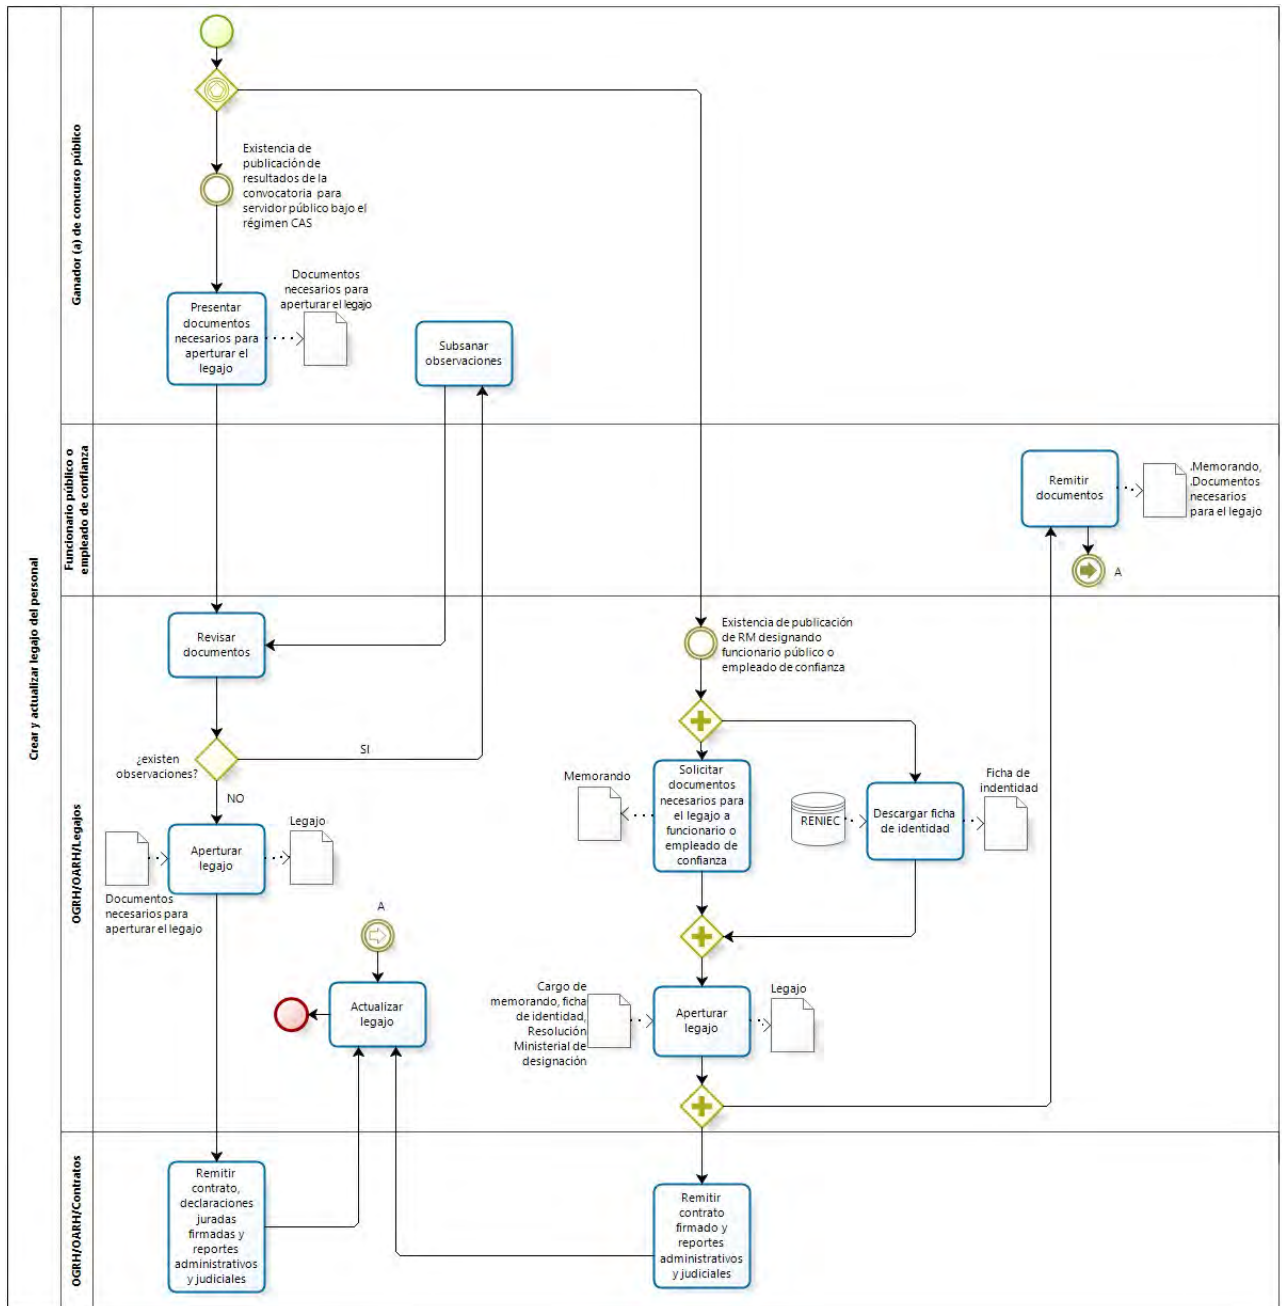 Crear y actualizar legajo del personal
Ganador (a) de concurso público
Existencia de
publicación de
resultados de la
convocatoria para
servidor público bajo el
régimen CAS
Documentos
necesarios para
aperturar el legajo
Presentar
documentos
necesarios para
aperturar el
legajo
Subsanar
observaciones
Funcionario público o
empleado de confianza
Remitir
documentos
.Memorando,
.Documentos
necesarios
para el legajo
A
OGRH/OARH/Legajos
Revisar
documentos
Existencia de publicación
de RM designando
funcionario público o
empleado de confianza
¿existen
observaciones?
SI
NO
Memorando
Solicitar
documentos
necesarios para
el legajo a
funcionario o
empleado de
confianza
RENIEC
Descargar ficha
de identidad
Ficha de
indentidad
Legajo
Aperturar
legajo
Documentos
necesarios para
aperturar el legajo
A
Actualizar
legajo
Cargo de
memorando, ficha
de identidad,
Resolución
Ministerial de
designación
Aperturar
legajo
Legajo
OGRH/OARH/Contratos
Remitir
contrato,
declaraciones
juradas
firmadas y
reportes
administrativos
y judiciales
Remitir
contrato
firmado y
reportes
administrativos
y judiciales